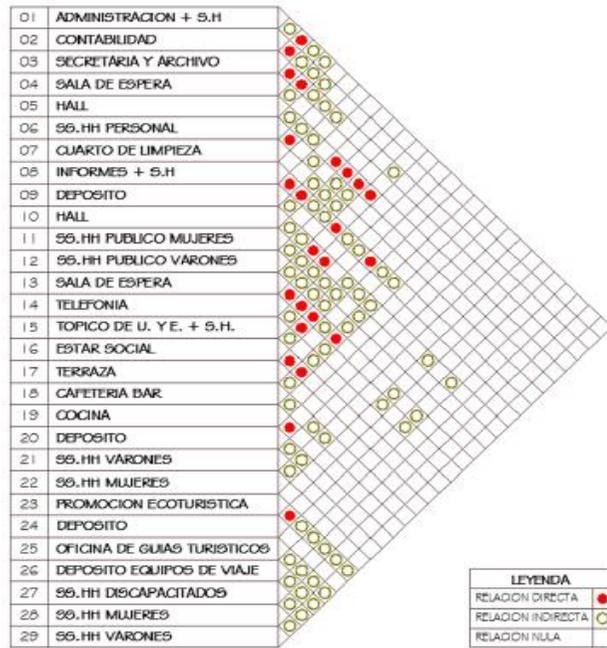 01 ADMINISTRACION + S.H
02 CONTABILIDAD
03 SECRETARIA Y ARCHIVO
04 SALA DE ESPERA
05 HALL
06 SS.HH PERSONAL
07 CUARTO DE LIMPIEZA
08 INFORMES + S.H
09 DEPOSITO
10 HALL
11 SS.HH PUBLICO MUJERES
12 SS.HH PUBLICO VARONES
13 SALA DE ESPERA
14 TELEFONIA
15 TOPICO DE U. Y E. + S.H.
16 ESTAR SOCIAL
17 TERRAZA
18 CAFETERIA BAR
19 COCINA
20 DEPOSITO
21 SS.HH VARONES
22 SS.HH MUJERES
23 PROMOCION ECOTURISTICA
24 DEPOSITO
25 OFICINA DE GUIAS TURISTICOS
26 DEPOSITO EQUIPOS DE VIAJE
27 SS.HH DISCAPACITADOS
28 SS.HH MUJERES
29 SS.HH VARONES
LEYENDA
RELACION DIRECTA
RELACION INDIRECTA
RELACION NULA